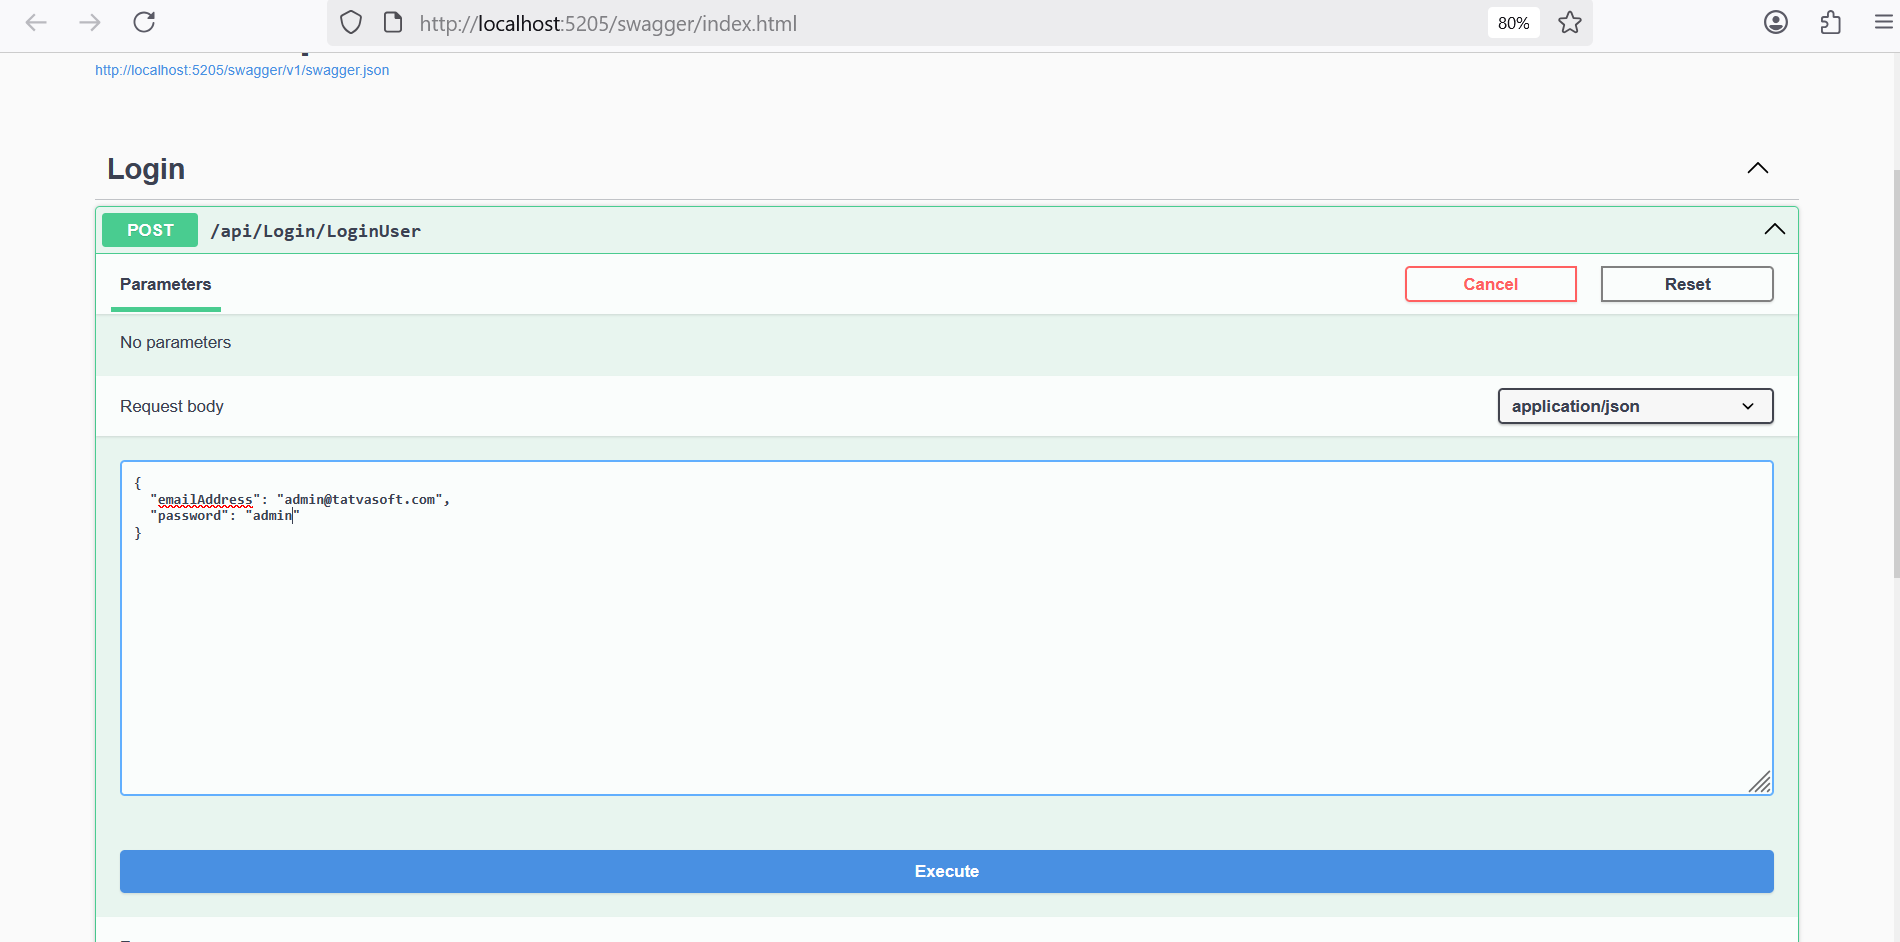 http://localhost:5205/swagger/index.html
80%
http://localhost:5205/swagger/v1/swagger.json
Login
POST /api/Login/LoginUser
Parameters
Cancel
Reset
No parameters
Request body
application/json
{
"emailAddress": "admin@tatvasoft.com",
"password": "admin"
}
Execute